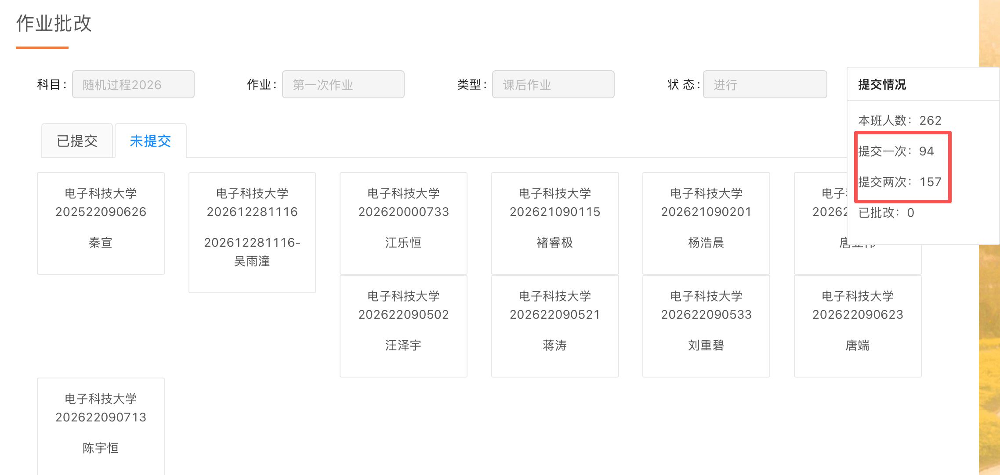 作业批改
科目: 随机过程2026
作业: 第一次作业
类型: 课后作业
状 态: 进行
提交情况
本班人数: 262
提交一次: 94
提交两次: 157
已批改: 0
已提交
未提交
电子科技大学
202522090626
秦宣
电子科技大学
202612281116
202612281116-
吴雨潼
电子科技大学
202620000733
江乐恒
电子科技大学
202621090115
褚睿极
电子科技大学
202621090201
杨浩晨
电子
20262
唐
电子科技大学
202622090502
汪泽宇
电子科技大学
202622090521
蒋涛
电子科技大学
202622090533
刘重碧
电子科技大学
202622090623
唐端
电子科技大学
202622090713
陈宇恒